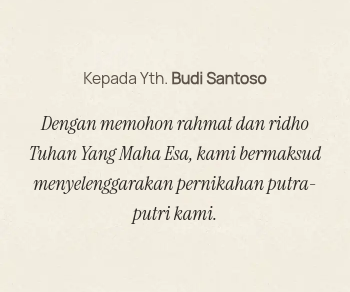 Kepada Yth. Budi Santoso
Dengan memohon rahmat dan ridho
Tuhan Yang Maha Esa, kami bermaksud
menyelenggarakan pernikahan putra-
putri kami.